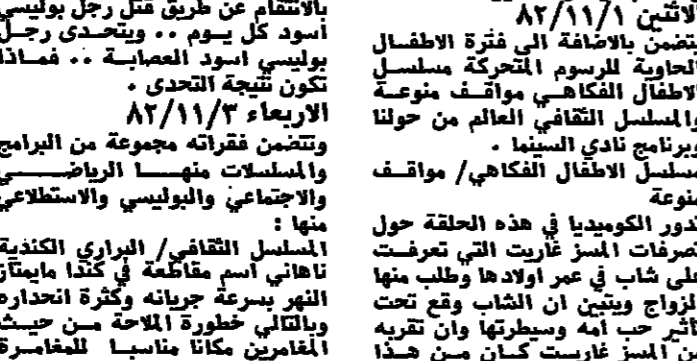 الاثنين ٨٢/١١/١
يتضمن بالاضافة الى فترة الاطفال
الحاوية للرسوم المتحركة مسلسل
الاطفال الفكاهي مواقف منوعة
والمسلسل الثقافي العالم من حولنا
وبرنامج نادي السينما .
مسلسل الاطفال الفكاهي/ مواقف
منوعة
تدور الكوميديا في هذه الحلقة حول
تصرفات المسز غاريت التي تعرفت
على شاب في عمر اولادها وطلب منها
الزواج ويتبين ان الشاب وقع تحت
تأثير حب امه وسيطرتها وان تقربه
من المسز غاريت كان من هذا
بالانتقام عن طريق قتل رجل بوليسي
اسود كل يوم .. ويتحدى رجل
بوليسي اسود العصابة .. فماذا
تكون نتيجة التحدي .
الاربعاء ٨٢/١١/٣
وتتضمن فقراته مجموعة من البرامج
والمسلسلات منها الرياضي
والاجتماعي والبوليسي والاستطلاعي
منها :
المسلسل الثقافي/ البراري الكندية
ناهاني اسم مقاطعة في كندا مايمتاز
النهر بسرعة جريانه وكثرة انحداره
وبالتالي خطورة الملاحة من حيث
المغامرين مكانا مناسبا للمغامرة